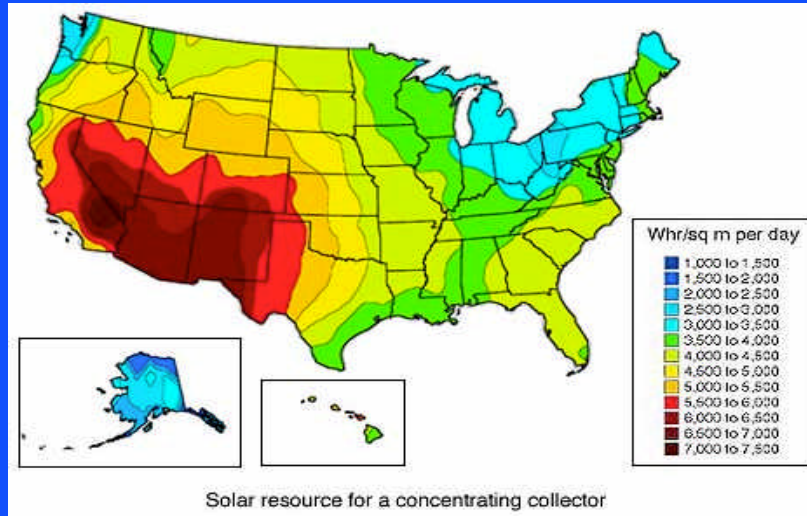 Whr/sq m per day
1,000 to 1,500
1,500 to 2,000
2,000 to 2,500
2,500 to 3,000
3,000 to 3,500
3,500 to 4,000
4,000 to 4,500
4,500 to 5,000
5,000 to 5,500
5,500 to 6,000
6,000 to 6,500
6,500 to 7,000
7,000 to 7,500
Solar resource for a concentrating collector